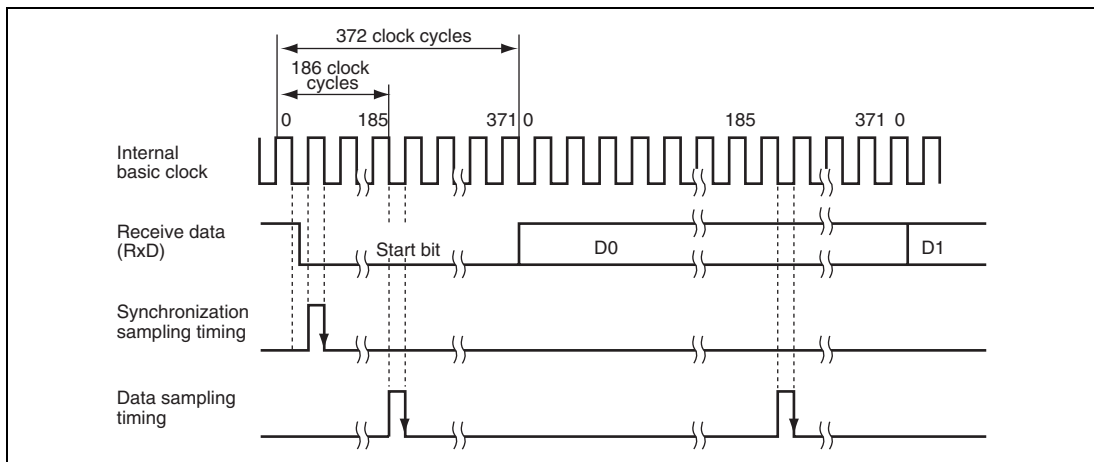 372 clock cycles
186 clock
cycles
0 185 371 0 185 371 0
Internal
basic clock
Receive data
(RxD)
Start bit D0 D1
Synchronization
sampling timing
Data sampling
timing